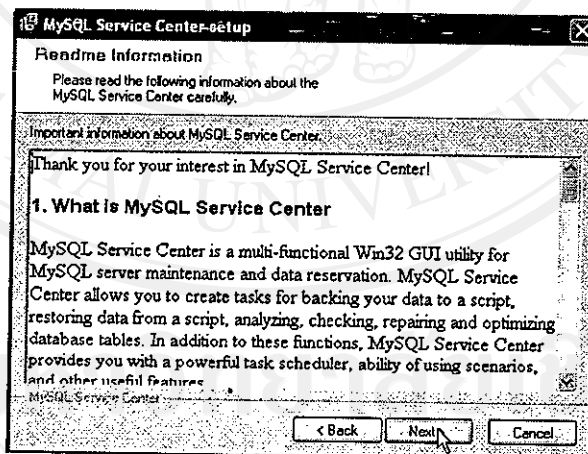 MySQL Service Center-setup
Readme Information
Please read the following information about the
MySQL Service Center carefully.
Important information about MySQL Service Center.
Thank you for your interest in MySQL Service Center!
1. What is MySQL Service Center
MySQL Service Center is a multi-functional Win32 GUI utility for
MySQL server maintenance and data reservation. MySQL Service
Center allows you to create tasks for backing your data to a script,
restoring data from a script, analyzing, checking, repairing and optimizing
database tables. In addition to these functions, MySQL Service Center
provides you with a powerful task scheduler, ability of using scenarios,
and other useful features
MySQL Service Center
< Back
Next
Cancel